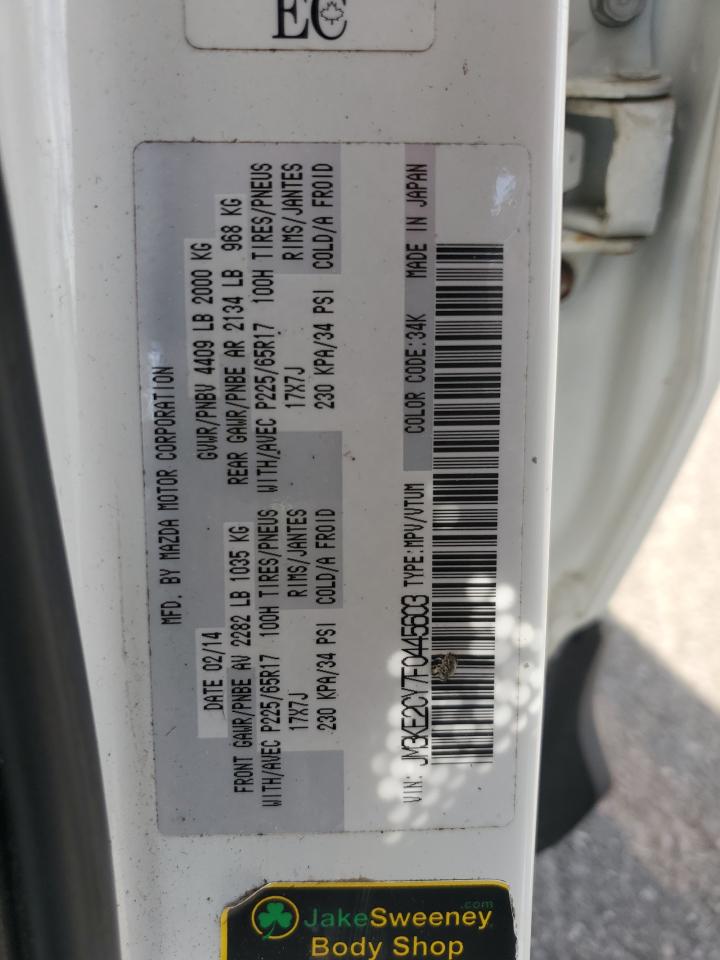 EC
MFD. BY MAZDA MOTOR CORPORATION
DATE 02/14 GVWR/PNBV 4409 LB 2000 KG
FRONT GAWR/PNBE AV 2282 LB 1035 KG REAR GAWR/PNBE AR 2134 LB 968 KG
WITH/AVEC P225/65R17 100H TIRES/PNEUS WITH/AVEC P225/65R17 100H TIRES/PNEUS
17X7J RIMS/JANTES 17X7J RIMS/JANTES
230 KPA/34 PSI COLD/A FROID 230 KPA/34 PSI COLD/A FROID
VIN: JM3KE2CY7F0445603 TYPE:MPV/VTUM COLOR CODE:34K MADE IN JAPAN
JakeSweeney.com
Body Shop